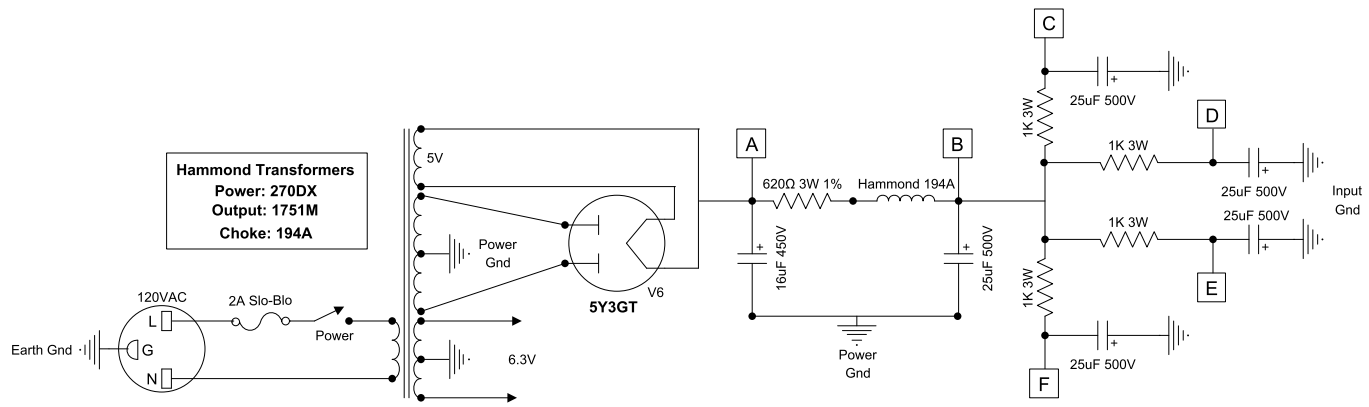 C
25uF 500V
+
1K 3W
D
1K 3W
25uF 500V
+
Input
Gnd
25uF 500V
+
1K 3W
E
1K 3W
25uF 500V
+
F
A
B
620Ω 3W 1%
Hammond 194A
+
16uF 450V
+
25uF 500V
Power
Gnd
5V
Power
Gnd
V6
5Y3GT
6.3V
Hammond Transformers
Power: 270DX
Output: 1751M
Choke: 194A
120VAC
2A Slo-Blo
Power
L
G
N
Earth Gnd